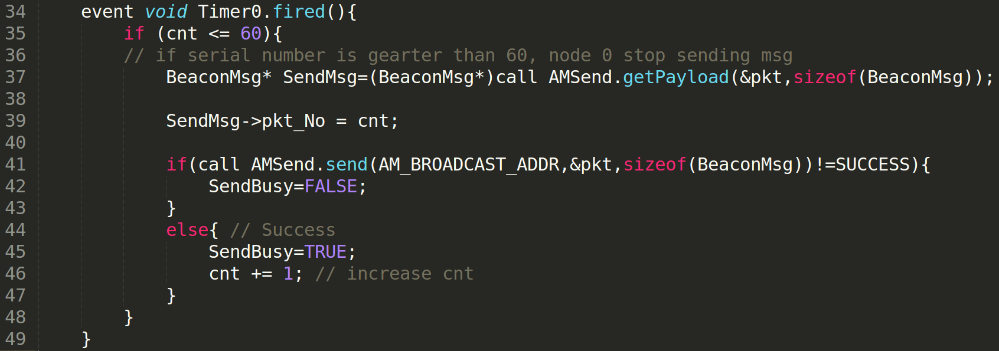 34 event void Timer0.fired(){
35 if (cnt <= 60){
36 // if serial number is gearter than 60, node 0 stop sending msg
37 BeaconMsg* SendMsg=(BeaconMsg*)call AMSend.getPayload(&pkt,sizeof(BeaconMsg));
38
39 SendMsg->pkt_No = cnt;
40
41 if(call AMSend.send(AM_BROADCAST_ADDR,&pkt,sizeof(BeaconMsg))!=SUCCESS){
42 SendBusy=FALSE;
43 }
44 else{ // Success
45 SendBusy=TRUE;
46 cnt += 1; // increase cnt
47 }
48 }
49 }